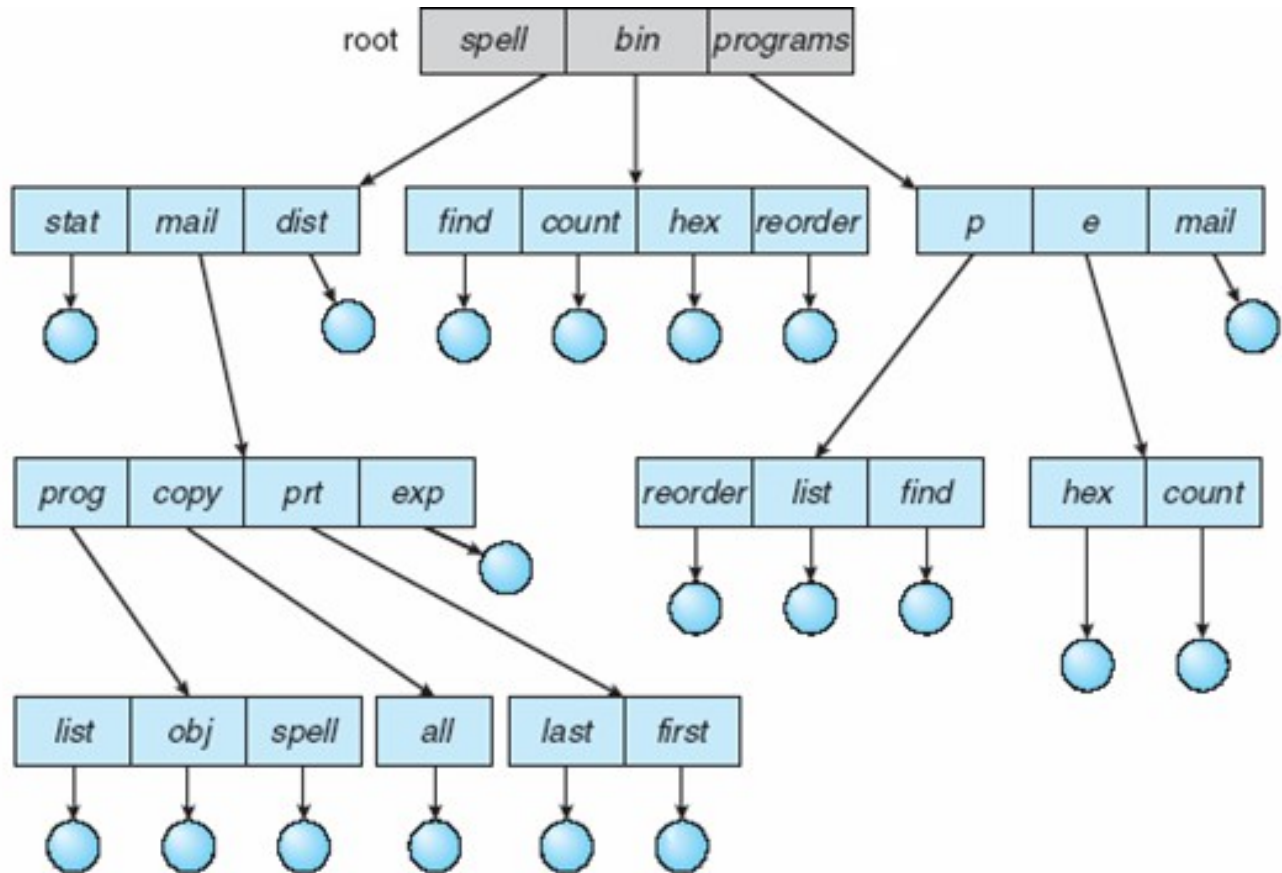 root spell bin programs
stat mail dist find count hex reorder p e mail
prog copy prt exp reorder list find hex count
list obj spell all last first